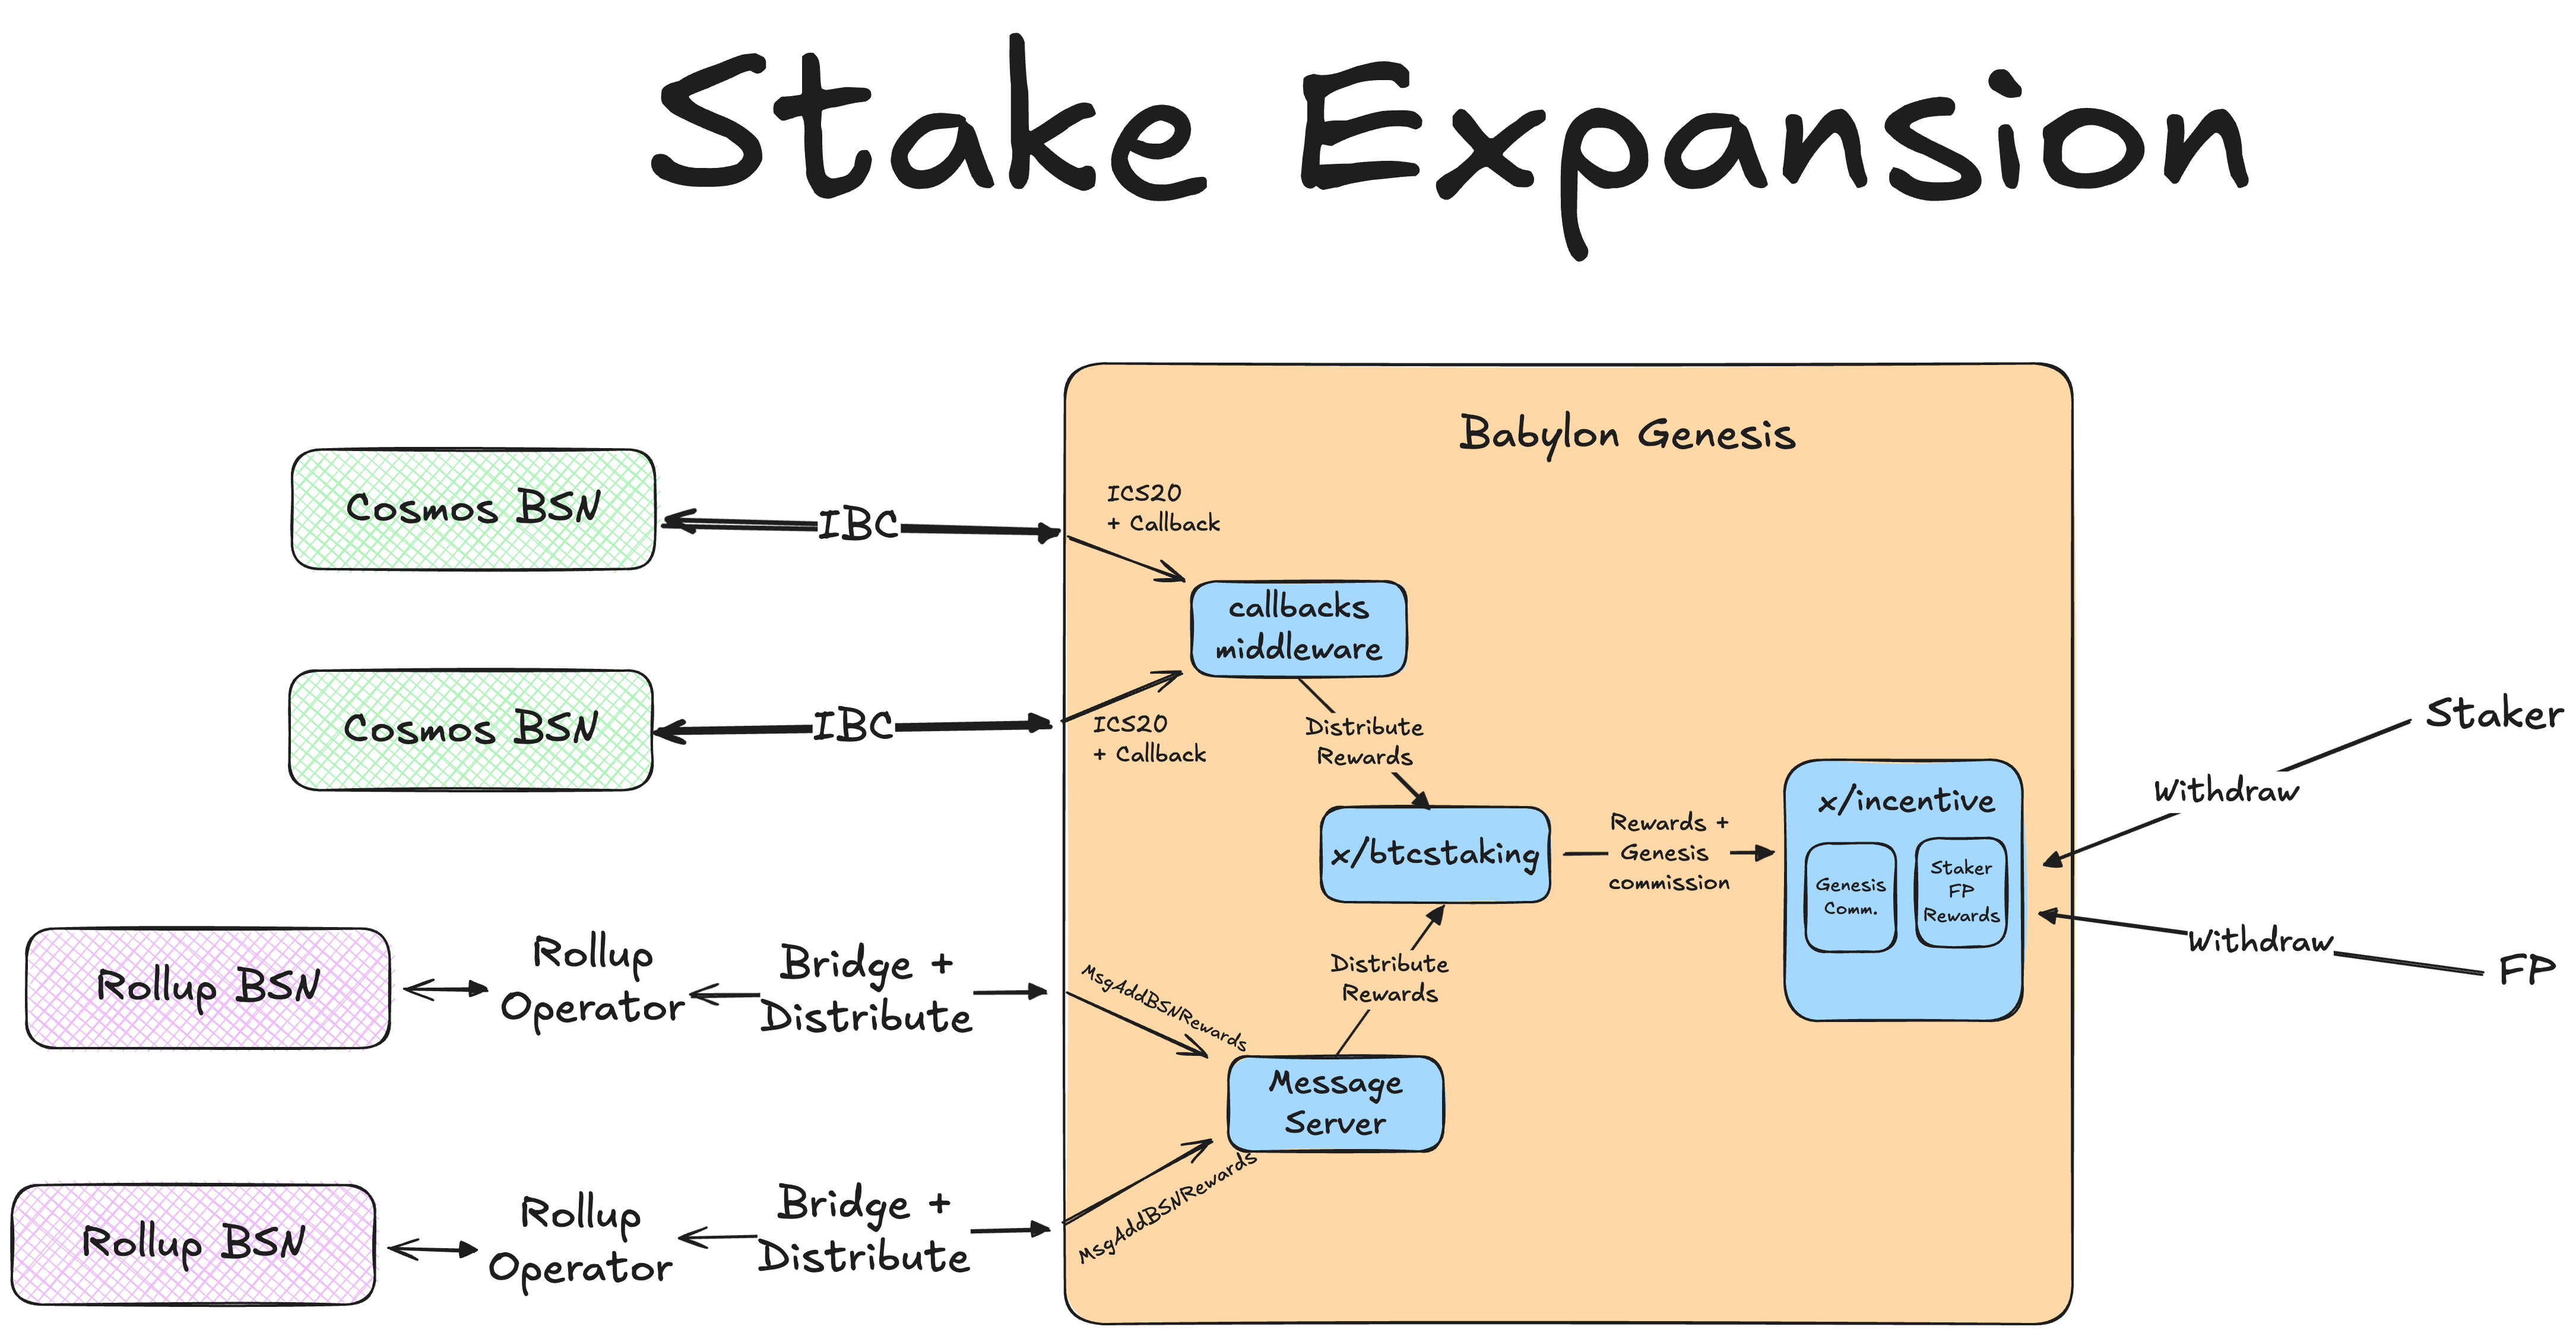 Stake Expansion
Babylon Genesis
Cosmos BSN
IBC
ICS20
+ Callback
callbacks
middleware
Cosmos BSN
IBC
ICS20
+ Callback
Distribute
Rewards
x/btcstaking
Rewards +
Genesis
commission
x/incentive
Genesis
Comm.
Staker
FP
Rewards
Staker
Withdraw
Withdraw
FP
Rollup BSN
Rollup
Operator
Bridge +
Distribute
MsgAddBSNRewards
Distribute
Rewards
Message
Server
Rollup BSN
Rollup
Operator
Bridge +
Distribute
MsgAddBSNRewards